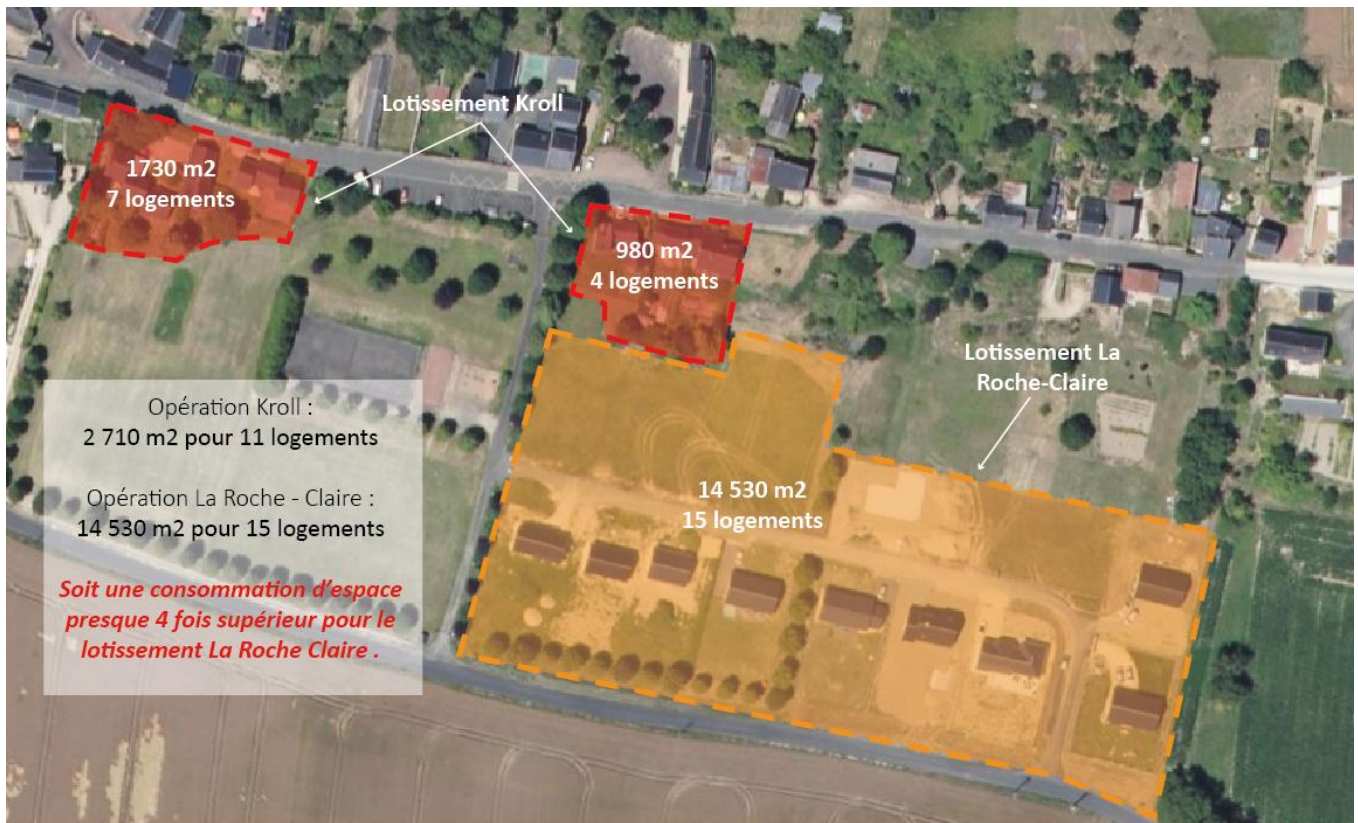 Lotissement Kroll
1730 m2
7 logements
980 m2
4 logements
Lotissement La
Roche-Claire
14 530 m2
15 logements
Opération Kroll :
2 710 m2 pour 11 logements
Opération La Roche - Claire :
14 530 m2 pour 15 logements
Soit une consommation d’espace
presque 4 fois supérieur pour le
lotissement La Roche Claire .